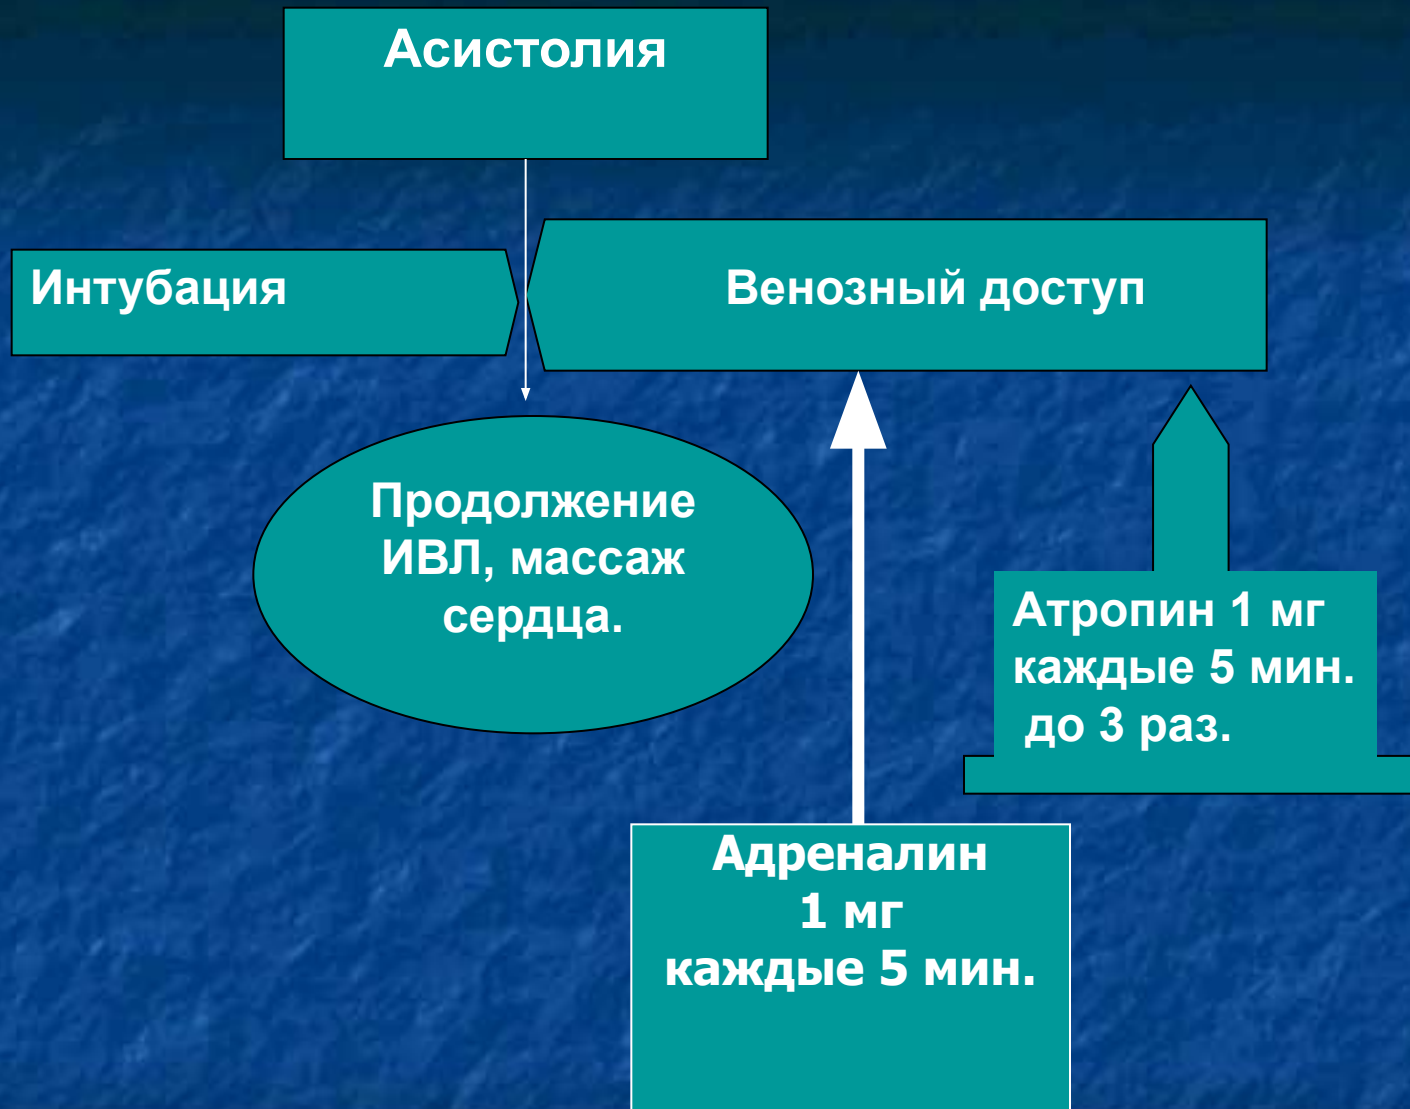 Асистолия
Интубация
Венозный доступ
Продолжение
ИВЛ, массаж
сердца.
Атропин 1 мг
каждые 5 мин.
до 3 раз.
Адреналин
1 мг
каждые 5 мин.